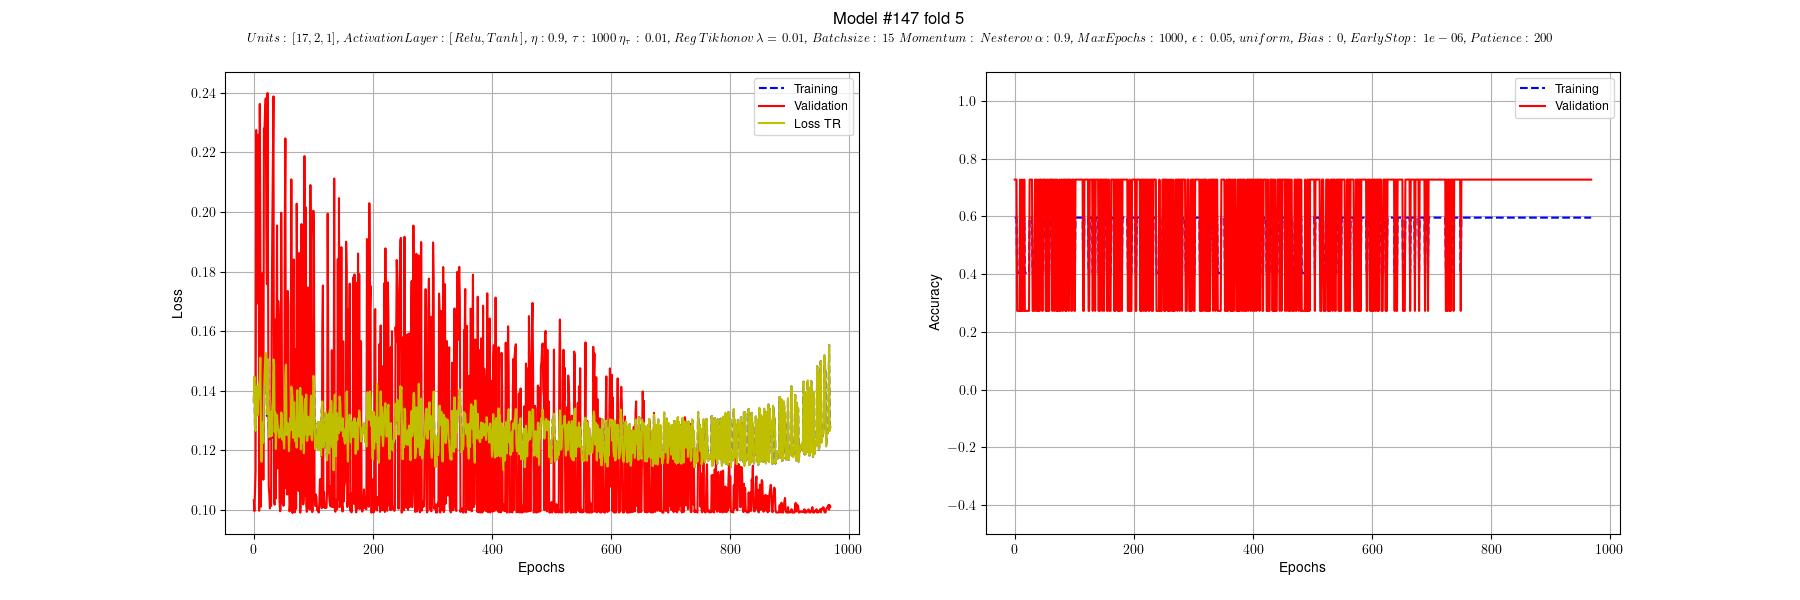 Model #147 fold 5
Units : [17, 2, 1], ActivationLayer : [Relu, Tanh], η : 0.9, τ : 1000 ητ : 0.01, Reg Tikhonov λ = 0.01, Batchsize : 15 Momentum : Nesterov α : 0.9, MaxEpochs : 1000, ϵ : 0.05, uniform, Bias : 0, EarlyStop : 1e − 06, Patience : 200
Loss
0.24
0.22
0.20
0.18
0.16
0.14
0.12
0.10
0 200 400 600 800 1000
Epochs
Training
Validation
Loss TR
Accuracy
1.0
0.8
0.6
0.4
0.2
0.0
−0.2
−0.4
0 200 400 600 800 1000
Epochs
Training
Validation